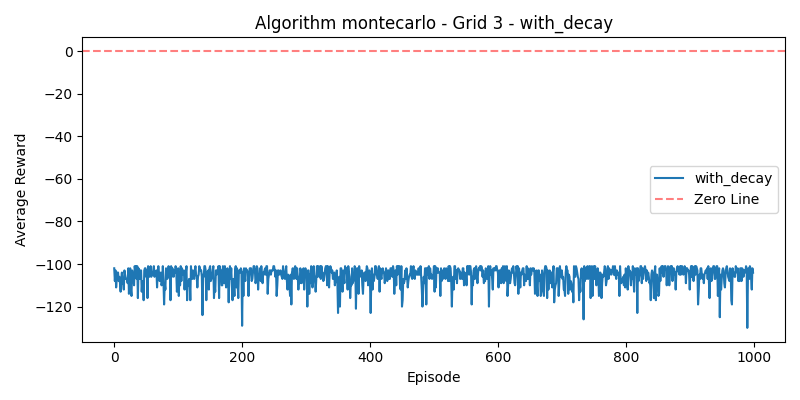 Algorithm montecarlo - Grid 3 - with_decay
Average Reward
0
−20
−40
−60
−80
−100
−120
with_decay
Zero Line
0
200
400
600
800
1000
Episode